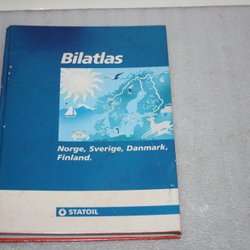 Bilatlas
Norge, Sverige, Danmark,
Finland.
STATOIL